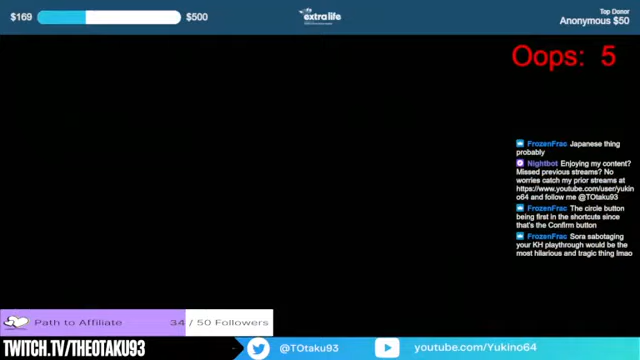 $169
$500
extralife
Top Donor
Anonymous $50
Oops: 5
FrozenFrac Japanese thing
probably
Nightbot Enjoying my content?
Missed previous streams? No
worries catch my prior streams at
https://www.youtube.com/user/yukin
o64 and follow me @TOtaku93
FrozenFrac The circle button
being first in the shortcuts since
that's the Confirm button
FrozenFrac Sora sabotaging
your KH playthrough would be the
most hilarious and tragic thing lmao
Path to Affiliate
34 / 50 Followers
TWITCH.TV/THEOTAKU93
@TOtaku93
youtube.com/Yukino64